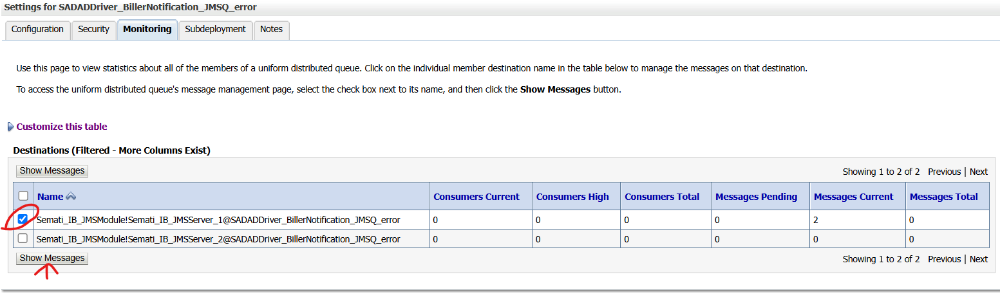 Settings for SADADDriver_BillerNotification_JMSQ_error
Configuration Security Monitoring Subdeployment Notes
Use this page to view statistics about all of the members of a uniform distributed queue. Click on the individual member destination name in the table below to manage the messages on that destination.
To access the uniform distributed queue's message management page, select the check box next to its name, and then click the Show Messages button.
Customize this table
Destinations (Filtered - More Columns Exist)
Show Messages Showing 1 to 2 of 2 Previous | Next
Name Consumers Current Consumers High Consumers Total Messages Pending Messages Current Messages Total
Semati_IB_JMSModule!Semati_IB_JMSServer_1@SADADDriver_BillerNotification_JMSQ_error 0 0 0 0 2 0
Semati_IB_JMSModule!Semati_IB_JMSServer_2@SADADDriver_BillerNotification_JMSQ_error 0 0 0 0 0 0
Show Messages Showing 1 to 2 of 2 Previous | Next